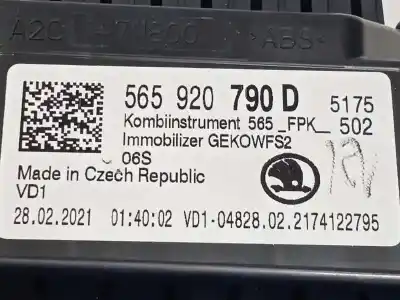 A2C
>ABS<
565 920 790 D 5175
Kombiinstrument 565_FPK_ 502
Immobilizer GEKOWFS2
06S
Made in Czech Republic
VD1
28.02.2021 01:40:02 VD1-04828.02.2174122795